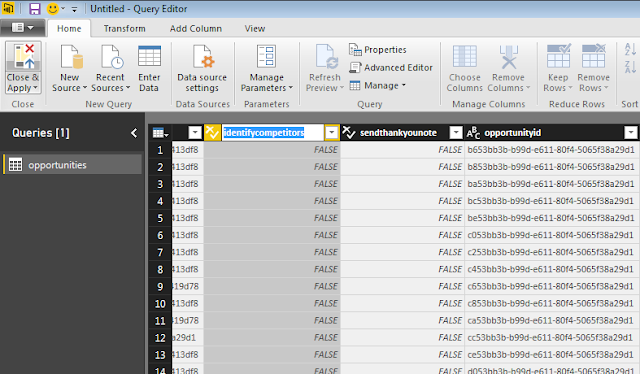 Untitled - Query Editor
Home Transform Add Column View
Close & Apply New Source Recent Sources Enter Data Data source settings Manage Parameters Refresh Preview Properties Advanced Editor Manage Choose Columns Remove Columns Keep Rows Remove Rows
Close New Query Data Sources Parameters Query Manage Columns Reduce Rows Sort
Queries [1]
opportunities
identifycompetitors sendthankyounote ABC opportunityid
1 413df8 FALSE FALSE b653bb3b-b99d-e611-80f4-5065f38a29d1
2 413df8 FALSE FALSE b853bb3b-b99d-e611-80f4-5065f38a29d1
3 413df8 FALSE FALSE ba53bb3b-b99d-e611-80f4-5065f38a29d1
4 413df8 FALSE FALSE bc53bb3b-b99d-e611-80f4-5065f38a29d1
5 413df8 FALSE FALSE be53bb3b-b99d-e611-80f4-5065f38a29d1
6 413df8 FALSE FALSE c053bb3b-b99d-e611-80f4-5065f38a29d1
7 413df8 FALSE FALSE c253bb3b-b99d-e611-80f4-5065f38a29d1
8 413df8 FALSE FALSE c453bb3b-b99d-e611-80f4-5065f38a29d1
9 419d78 FALSE FALSE c653bb3b-b99d-e611-80f4-5065f38a29d1
10 413df8 FALSE FALSE c853bb3b-b99d-e611-80f4-5065f38a29d1
11 419d78 FALSE FALSE ca53bb3b-b99d-e611-80f4-5065f38a29d1
12 a29d1 FALSE FALSE cc53bb3b-b99d-e611-80f4-5065f38a29d1
13 413df8 FALSE FALSE ce53bb3b-b99d-e611-80f4-5065f38a29d1
14 413df8 FALSE FALSE d053bb3b-b99d-e611-80f4-5065f38a29d1